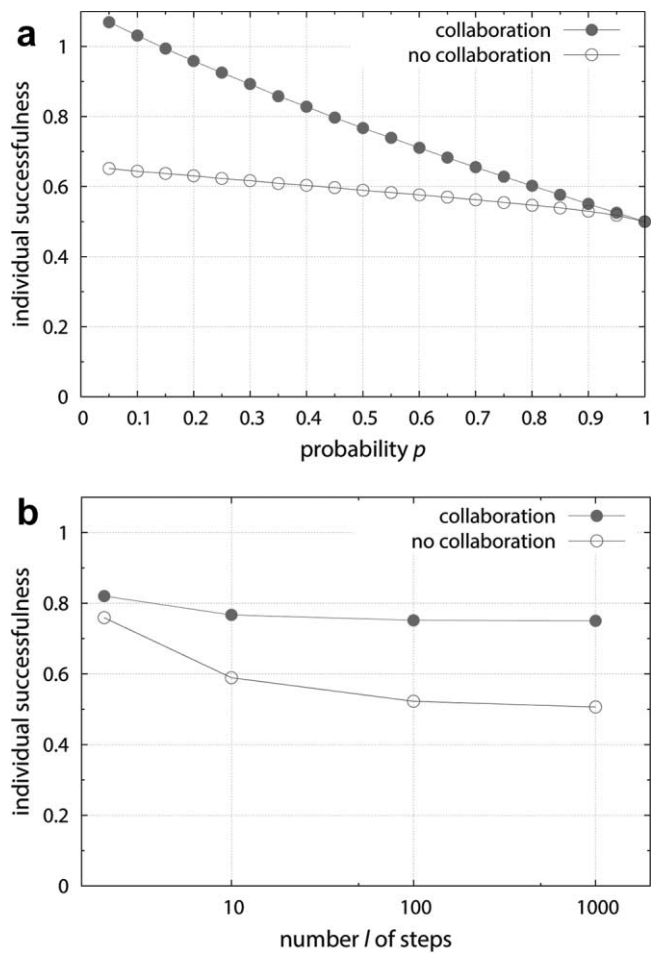 a
collaboration
no collaboration
individual successfulness
1
0.8
0.6
0.4
0.2
0
0 0.1 0.2 0.3 0.4 0.5 0.6 0.7 0.8 0.9 1
probability p
b
collaboration
no collaboration
individual successfulness
1
0.8
0.6
0.4
0.2
0
10 100 1000
number l of steps